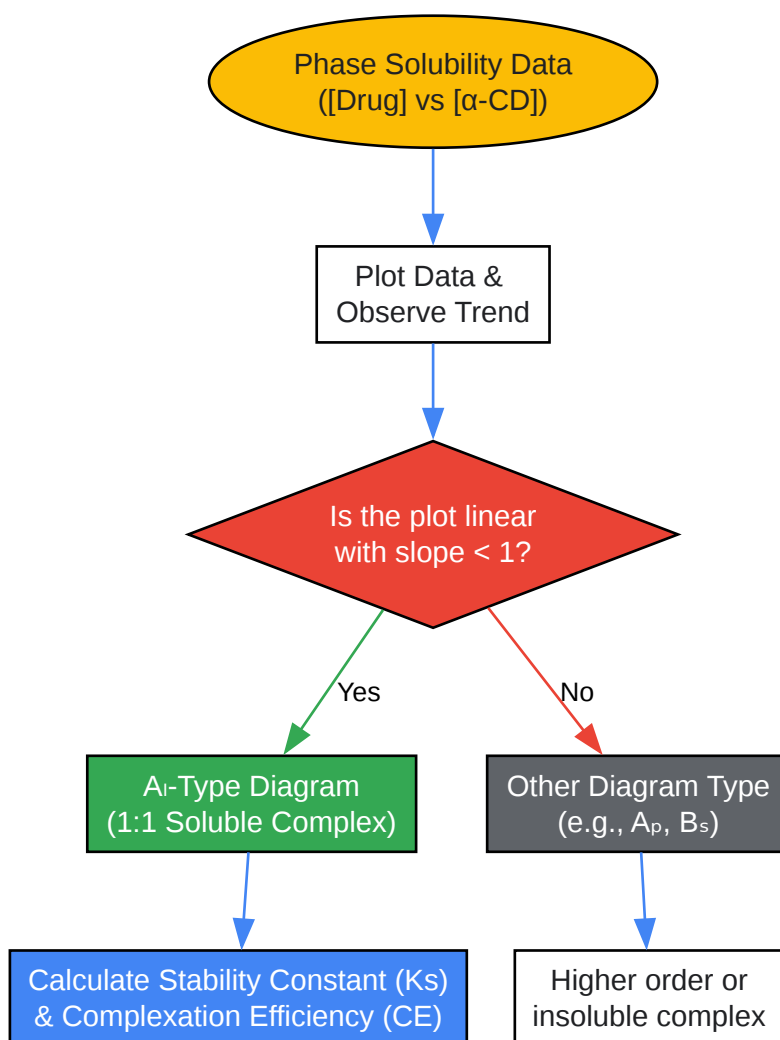 Phase Solubility Data
([Drug] vs [α-CD])
Plot Data &
Observe Trend
Is the plot linear
with slope < 1?
Yes
No
Aₗ-Type Diagram
(1:1 Soluble Complex)
Other Diagram Type
(e.g., Aₚ, Bₛ)
Calculate Stability Constant (Ks)
& Complexation Efficiency (CE)
Higher order or
insoluble complex